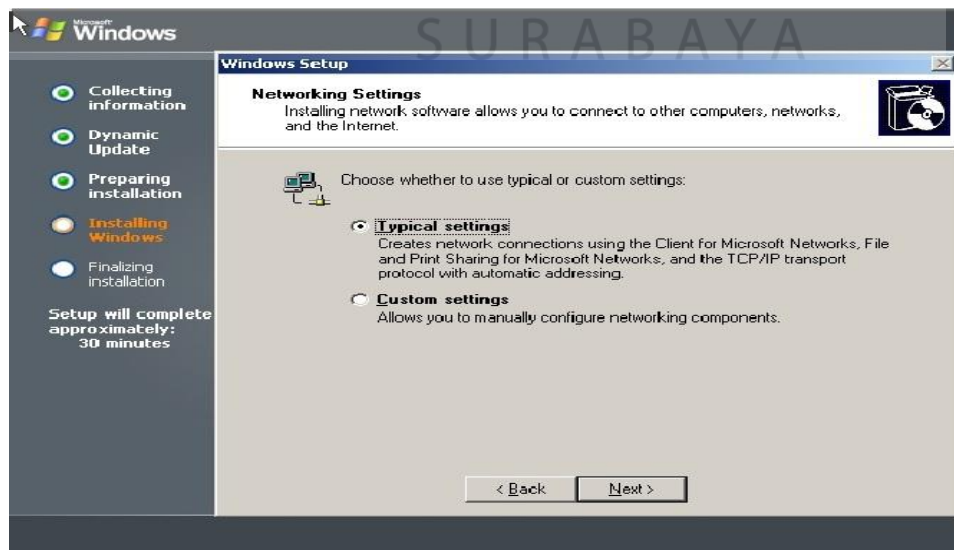 Microsoft
Windows
SURABAYA
Windows Setup
Collecting
information
Dynamic
Update
Preparing
installation
Installing
Windows
Finalizing
installation
Setup will complete
approximately:
30 minutes
Networking Settings
Installing network software allows you to connect to other computers, networks,
and the Internet.
Choose whether to use typical or custom settings:
Typical settings
Creates network connections using the Client for Microsoft Networks, File
and Print Sharing for Microsoft Networks, and the TCP/IP transport
protocol with automatic addressing.
Custom settings
Allows you to manually configure networking components.
< Back
Next >